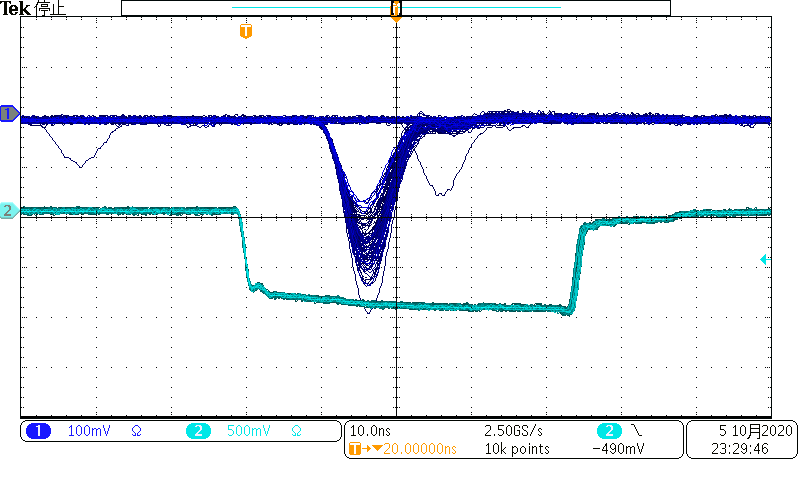 Tek 停止
T
1
2
1 100mV Ω 2 500mV Ω
10.0ns 2.50GS/s 2
T→▼20.00000ns 10k points −490mV
5 10月2020
23:29:46